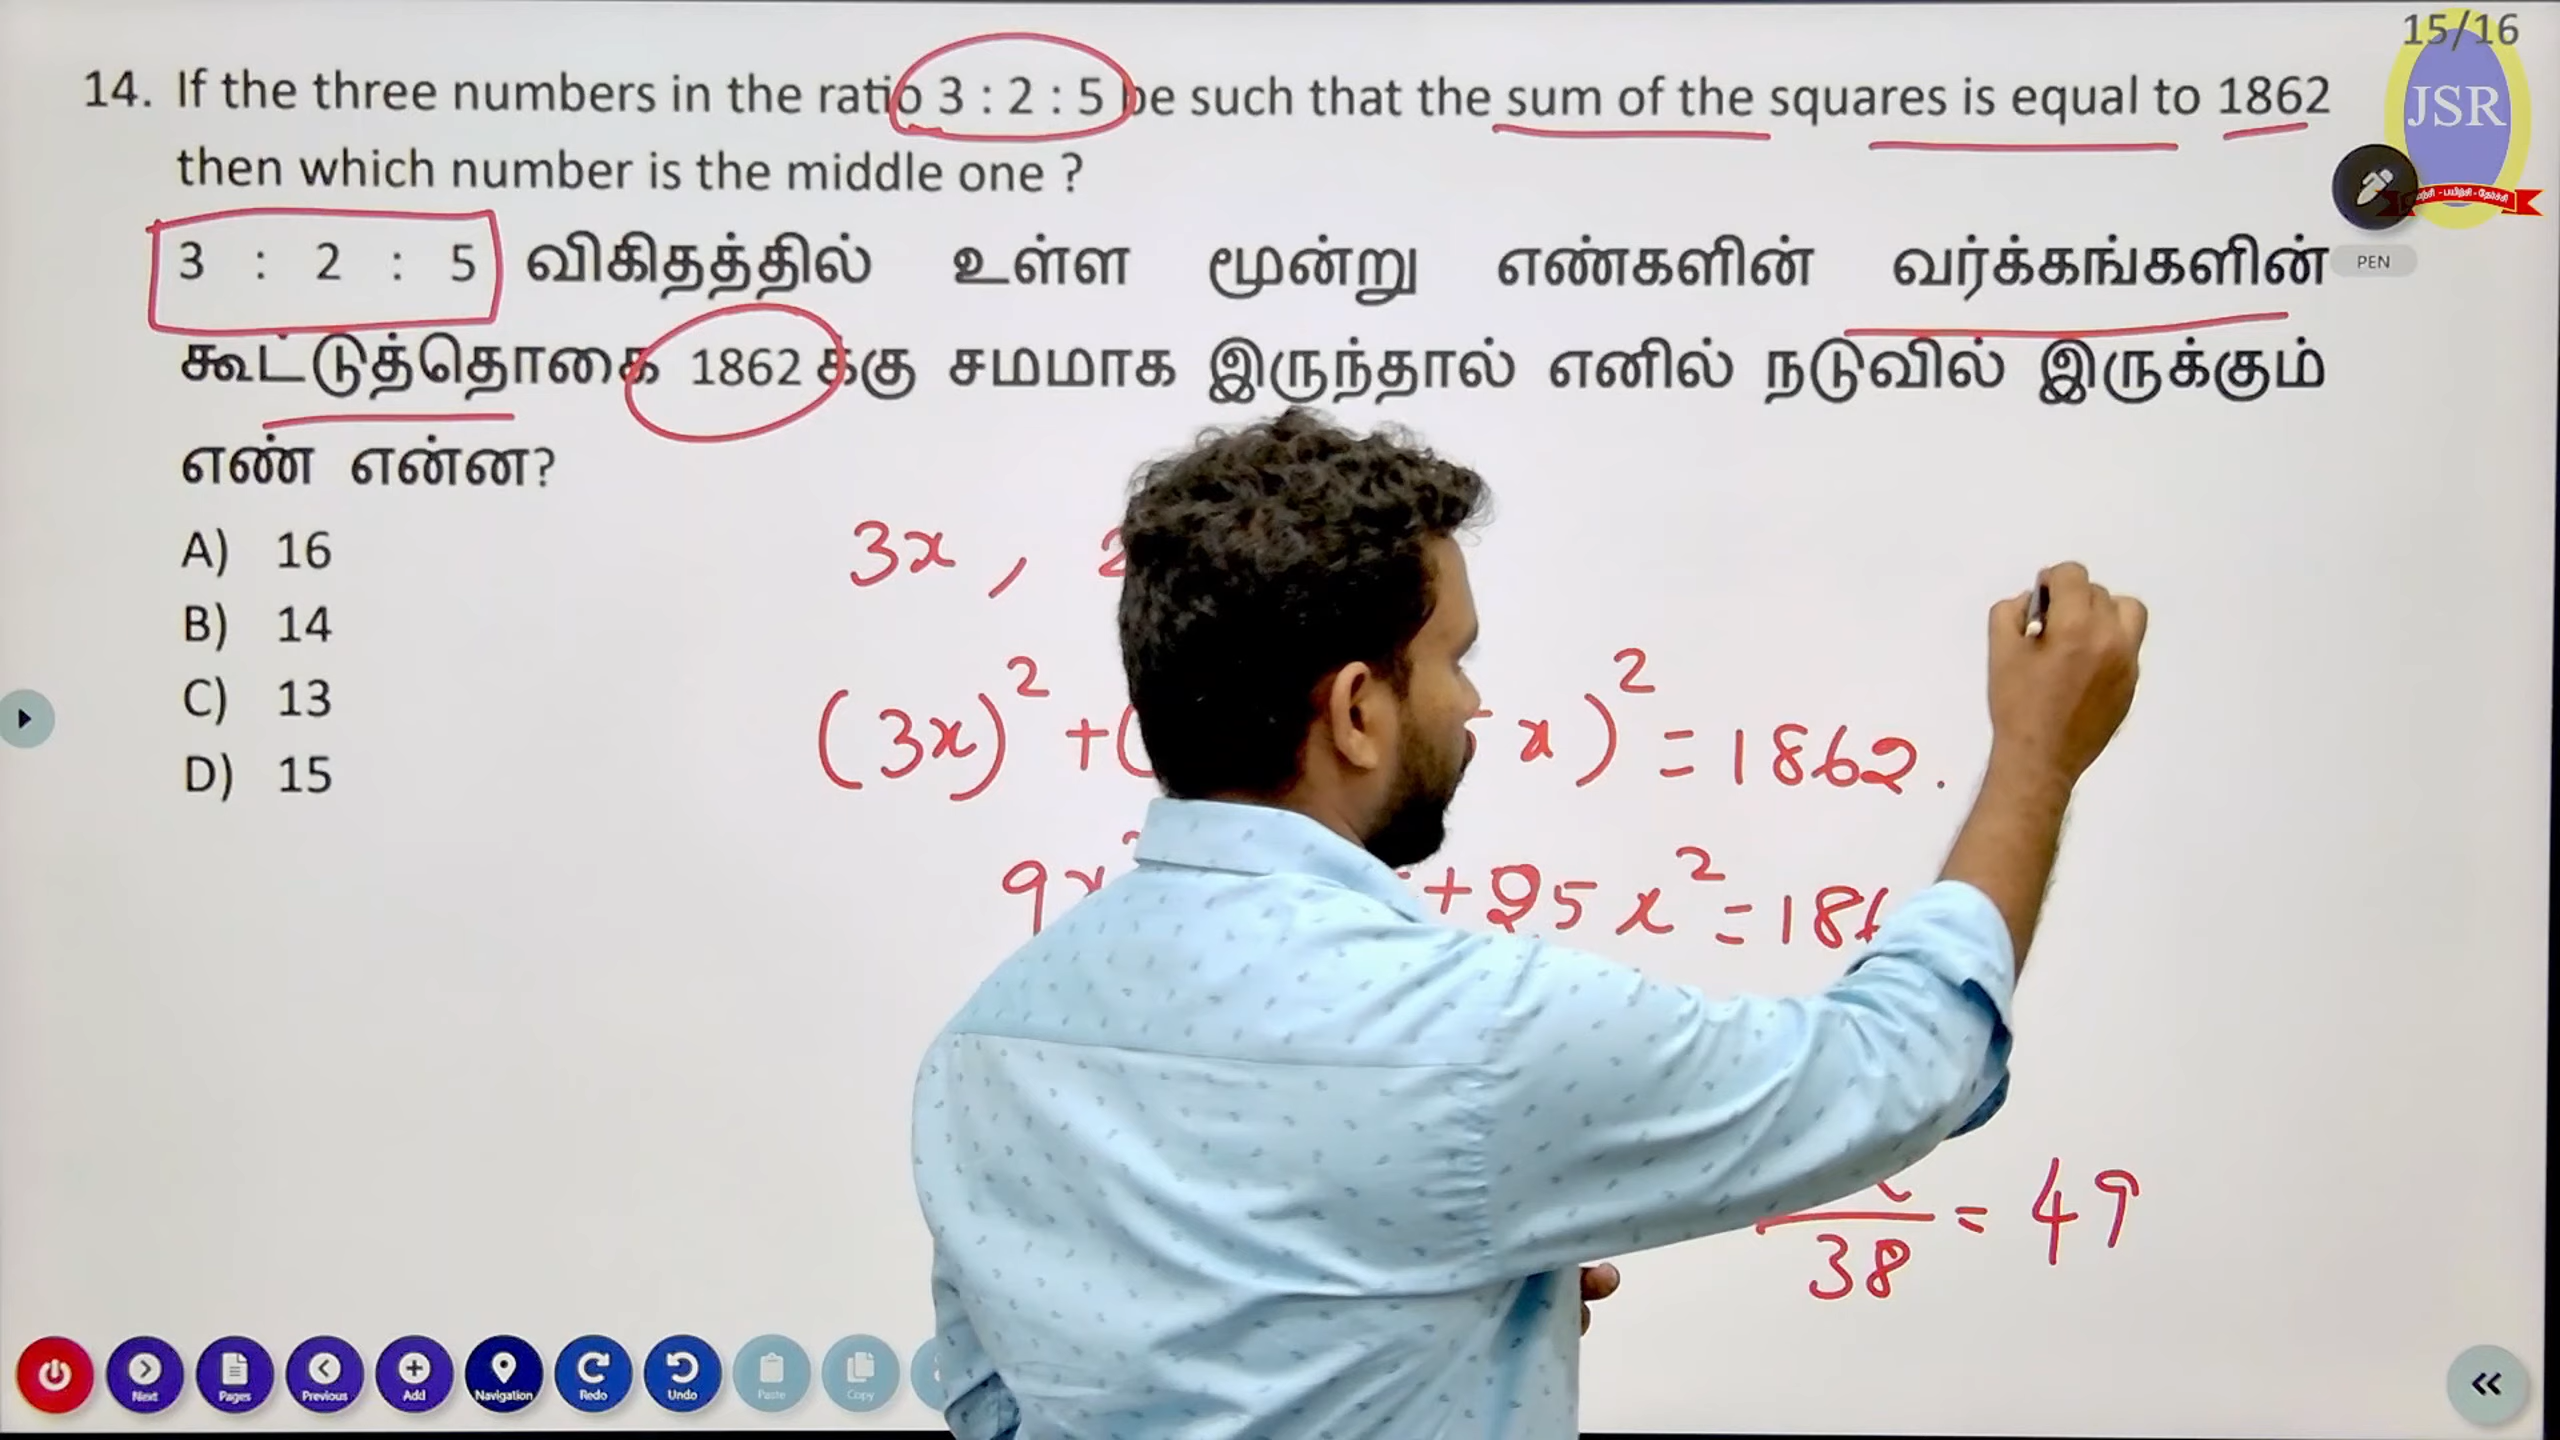 15/16
JSR
14. If the three numbers in the ratio 3 : 2 : 5 be such that the sum of the squares is equal to 1862
then which number is the middle one ?
PEN
3 : 2 : 5 விகிதத்தில் உள்ள மூன்று எண்களின் வர்க்கங்களின்
கூட்டுத்தொகை 1862 க்கு சமமாக இருந்தால் எனில் நடுவில் இருக்கும்
எண் என்ன?
A) 16
B) 14
C) 13
D) 15
3x , 2
(3x)² + ( x)² = 1862.
9x + 25x² = 186
38 = 49
Next
Pages
Previous
Add
Navigation
Redo
Undo
Paste
Copy